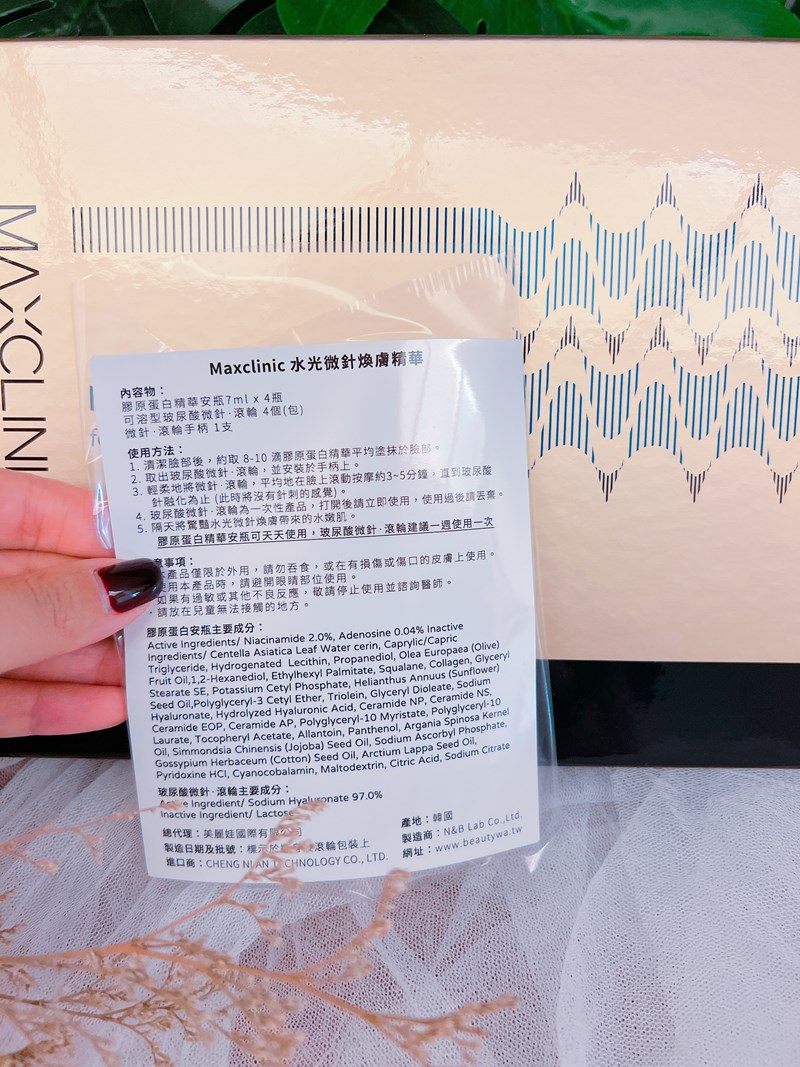 MAXCLINI
Maxclinic 水光微針煥膚精華
內容物：
膠原蛋白精華安瓶7ml x 4瓶
可溶型玻尿酸微針·滾輪 4個(包)
微針·滾輪手柄 1支
使用方法：
1. 清潔臉部後，約取 8-10 滴膠原蛋白精華平均塗抹於臉部。
2. 取出玻尿酸微針·滾輪，並安裝於手柄上。
3. 輕柔地將微針·滾輪，平均地在臉上滾動按摩約3~5分鐘，直到玻尿酸
針融化為止 (此時將沒有針刺的感覺)。
4. 玻尿酸微針·滾輪為一次性產品，打開後請立即使用，使用過後請丟棄。
5. 隔天將驚豔水光微針煥膚帶來的水嫩肌。
膠原蛋白精華安瓶可天天使用，玻尿酸微針·滾輪建議一週使用一次
意事項：
產品僅限於外用，請勿吞食，或在有損傷或傷口的皮膚上使用。
使用本產品時，請避開眼睛部位使用。
如果有過敏或其他不良反應，敬請停止使用並諮詢醫師。
·請放在兒童無法接觸的地方。
膠原蛋白安瓶主要成分：
Active Ingredients/ Niacinamide 2.0%, Adenosine 0.04% Inactive
Ingredients/ Centella Asiatica Leaf Water cerin, Caprylic/Capric
Triglyceride, Hydrogenated Lecithin, Propanediol, Olea Europaea (Olive)
Fruit Oil,1,2-Hexanediol, Ethylhexyl Palmitate, Squalane, Collagen, Glyceryl
Stearate SE, Potassium Cetyl Phosphate, Helianthus Annuus (Sunflower)
Seed Oil,Polyglyceryl-3 Cetyl Ether, Triolein, Glyceryl Dioleate, Sodium
Hyaluronate, Hydrolyzed Hyaluronic Acid, Ceramide NP, Ceramide NS,
Ceramide EOP, Ceramide AP, Polyglyceryl-10 Myristate, Polyglyceryl-10
Laurate, Tocopheryl Acetate, Allantoin, Panthenol, Argania Spinosa Kernel
Oil, Simmondsia Chinensis (Jojoba) Seed Oil, Sodium Ascorbyl Phosphate,
Gossypium Herbaceum (Cotton) Seed Oil, Arctium Lappa Seed Oil,
Pyridoxine HCl, Cyanocobalamin, Maltodextrin, Citric Acid, Sodium Citrate
玻尿酸微針·滾輪主要成分：
Active Ingredient/ Sodium Hyaluronate 97.0%
Inactive Ingredient/ Lactose
總代理：美麗娃國際有限公司
製造日期及批號：標示於 滾輪包裝上
進口商：CHENG NIAN TECHNOLOGY CO., LTD.
產地：韓國
製造商：N&B Lab Co.,Ltd.
網址：www.beautywa.tw